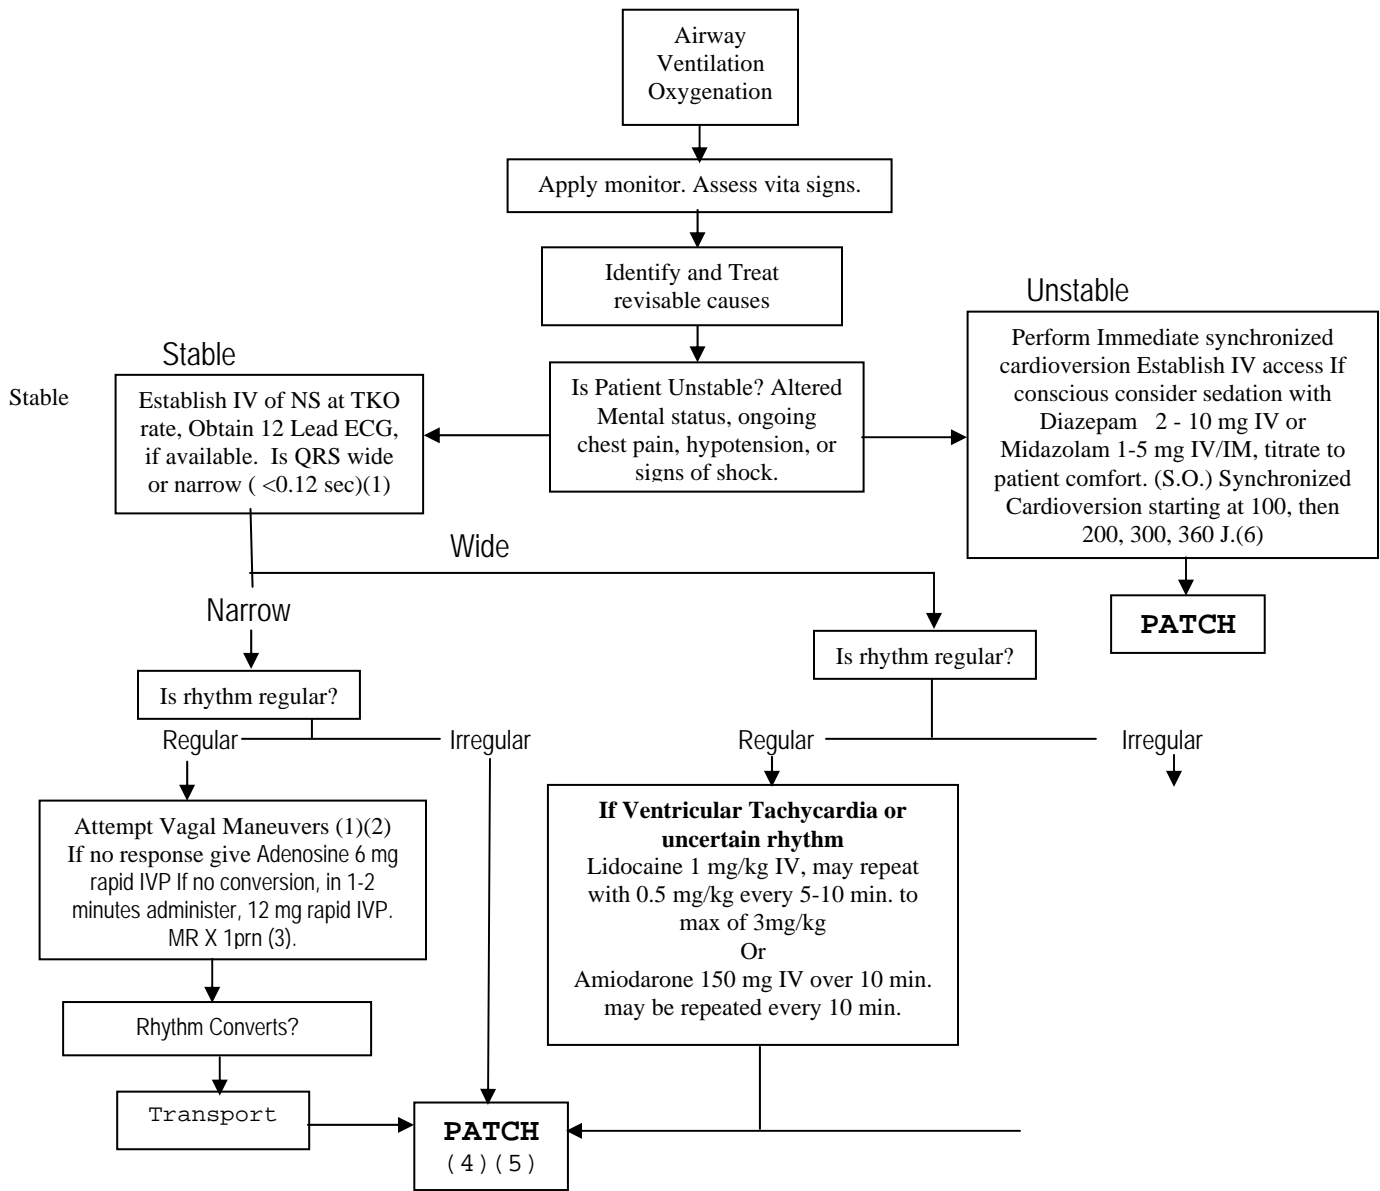 Airway
Ventilation
Oxygenation
Apply monitor. Assess vita signs.
Identify and Treat
revisable causes
Unstable
Perform Immediate synchronized
cardioversion Establish IV access If
conscious consider sedation with
Diazepam 2 - 10 mg IV or
Midazolam 1-5 mg IV/IM, titrate to
patient comfort. (S.O.) Synchronized
Cardioversion starting at 100, then
200, 300, 360 J.(6)
PATCH
Is Patient Unstable? Altered
Mental status, ongoing
chest pain, hypotension, or
signs of shock.
Stable
Stable
Establish IV of NS at TKO
rate, Obtain 12 Lead ECG,
if available. Is QRS wide
or narrow ( <0.12 sec)(1)
Wide
Narrow
Is rhythm regular?
Regular
Irregular
Attempt Vagal Maneuvers (1)(2)
If no response give Adenosine 6 mg
rapid IVP If no conversion, in 1-2
minutes administer, 12 mg rapid IVP.
MR X 1prn (3).
Rhythm Converts?
Transport
PATCH
(4)(5)
Is rhythm regular?
Regular
Irregular
If Ventricular Tachycardia or
uncertain rhythm
Lidocaine 1 mg/kg IV, may repeat
with 0.5 mg/kg every 5-10 min. to
max of 3mg/kg
Or
Amiodarone 150 mg IV over 10 min.
may be repeated every 10 min.